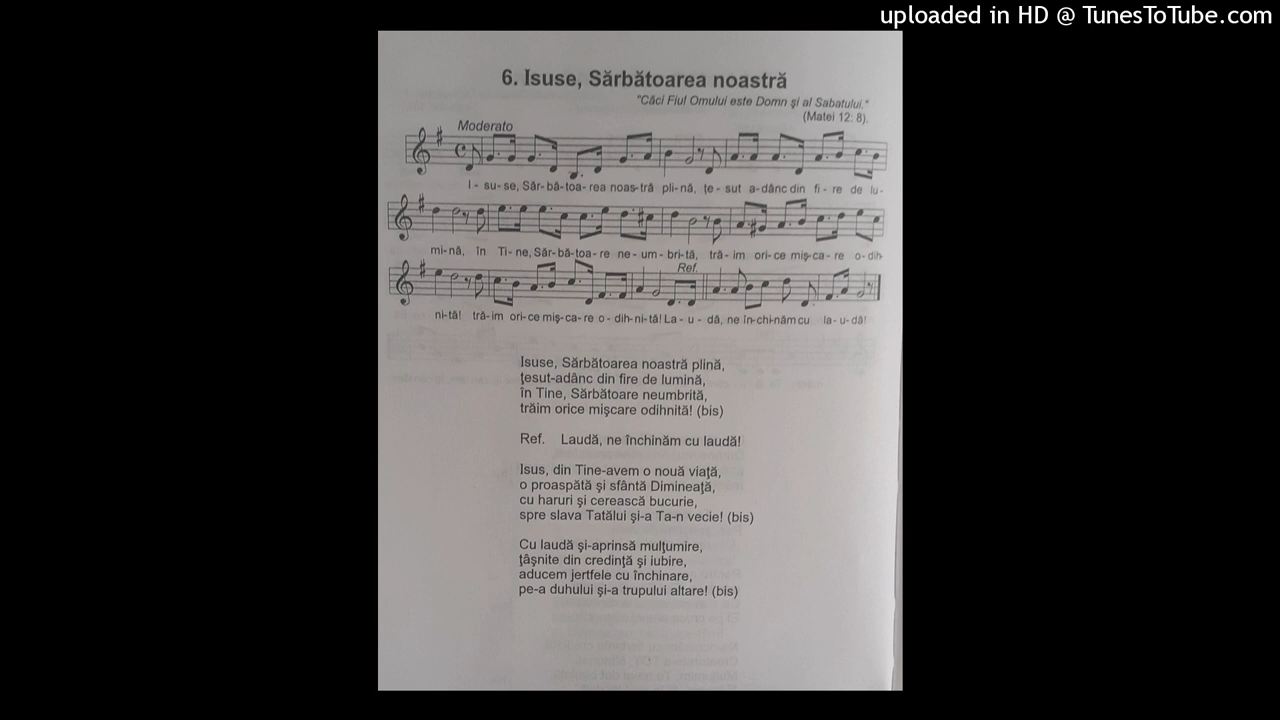 uploaded in HD @ TunesToTube.com
6. Isuse, Sărbătoarea noastră
"Căci Fiul Omului este Domn şi al Sabatului."
(Matei 12: 8).
Moderato
I - su- se, Săr- bă- toa- rea noas- tră pli- nă, ţe - sut a- dânc din fi - re de lu-
mi- nă, în Ti- ne, Săr- bă- toa- re ne- um- bri- tă, tră- im ori- ce miş- ca- re o- dih-
Ref.
ni- tă! tră- im ori- ce miş- ca- re o- dih- ni- tă! La - u - dă, ne în- chi- năm cu la- u- dă!
Isuse, Sărbătoarea noastră plină,
ţesut-adânc din fire de lumină,
în Tine, Sărbătoare neumbrită,
trăim orice mişcare odihnită! (bis)
Ref. Laudă, ne închinăm cu laudă!
Isus, din Tine-avem o nouă viaţă,
o proaspătă şi sfântă Dimineaţă,
cu haruri şi cerească bucurie,
spre slava Tatălui şi-a Ta-n vecie! (bis)
Cu laudă şi-aprinsă mulţumire,
ţâşnite din credinţă şi iubire,
aducem jertfele cu închinare,
pe-a duhului şi-a trupului altare! (bis)